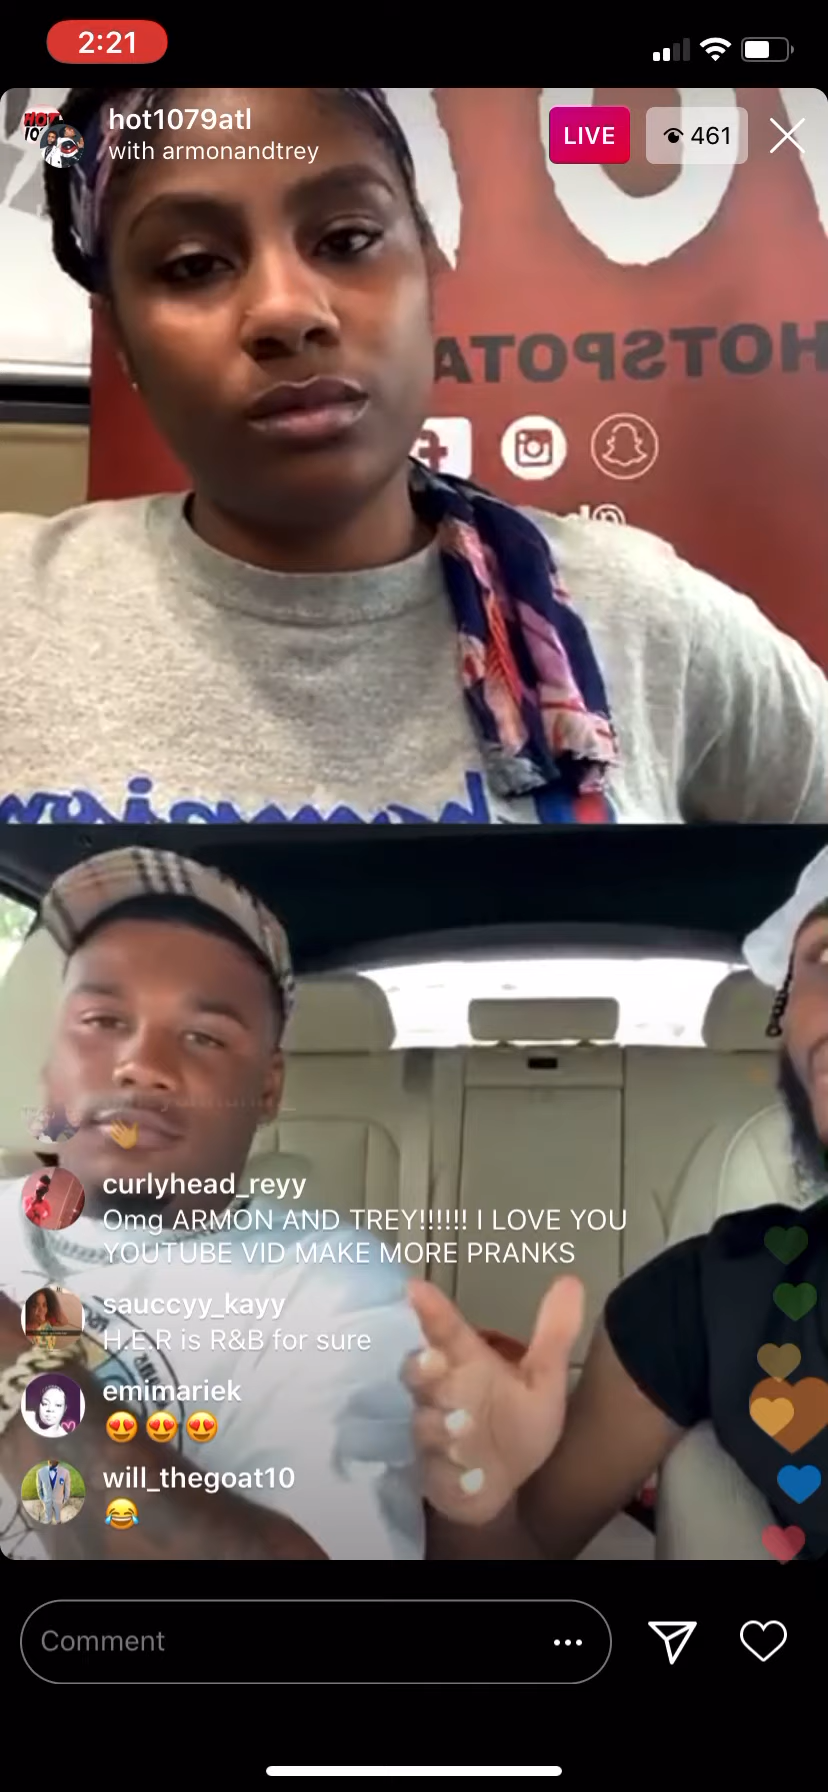 2:21
HOT
hot1079atl
with armonandtrey
LIVE
461
HOTSPOTA
curlyhead_reyy
Omg ARMON AND TREY!!!!!! I LOVE YOU
YOUTUBE VID MAKE MORE PRANKS
sauccyy_kayy
H.E.R is R&B for sure
emimariek
😍😍😍
will_thegoat10
😂
Comment